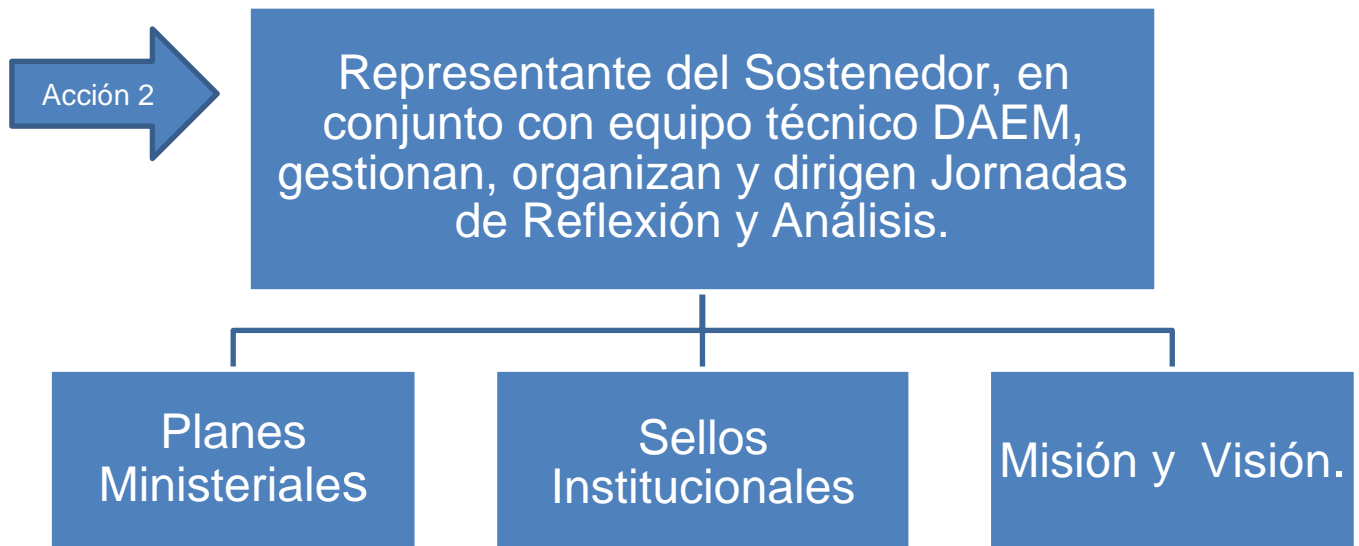 Acción 2
Representante del Sostenedor, en
conjunto con equipo técnico DAEM,
gestionan, organizan y dirigen Jornadas
de Reflexión y Análisis.
Planes
Ministeriales
Sellos
Institucionales
Misión y Visión.